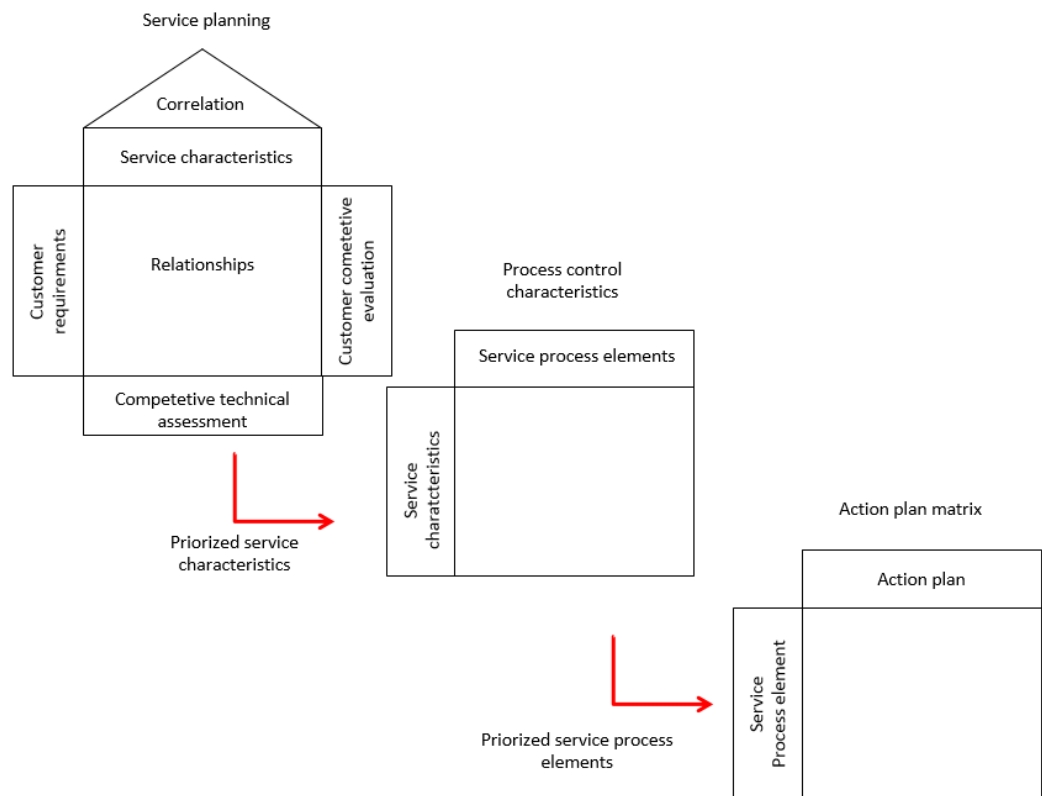 Service planning
Correlation
Service characteristics
Customer
requirements
Relationships
Customer cometetive
evaluation
Competetive technical
assessment
Priorized service
characteristics
Process control
characteristics
Service process elements
Service
charatcteristics
Priorized service process
elements
Action plan matrix
Action plan
Service
Process element